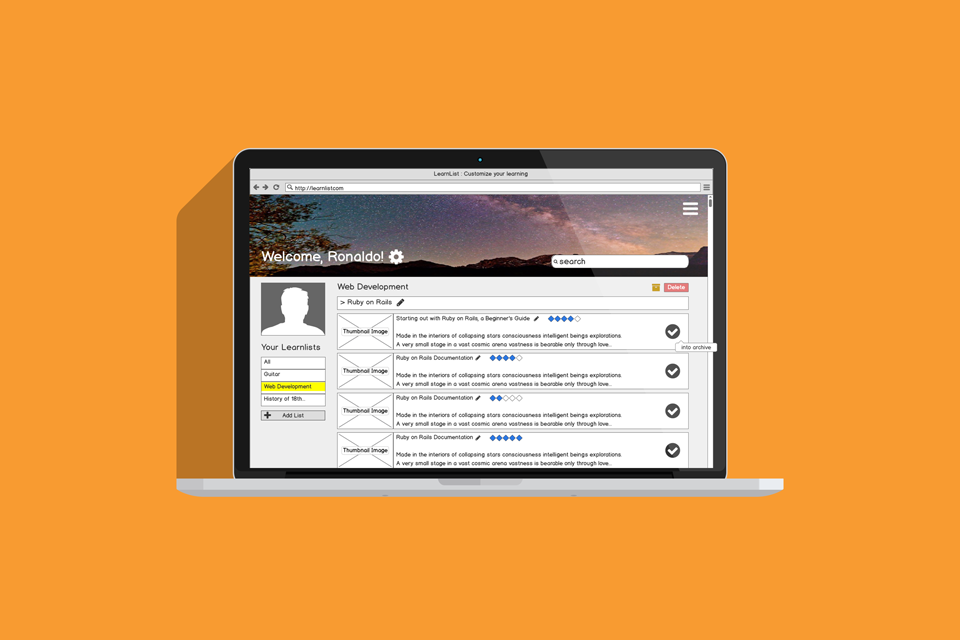 LearnList : Customize your learning
http://learnlist.com
Welcome, Ronaldo!
search
Your Learnlists
All
Guitar
Web Development
History of 18th..
Add List
Web Development
Delete
> Ruby on Rails
Thumbnail Image
Starting out with Ruby on Rails, a Beginner's Guide
Made in the interiors of collapsing stars consciousness intelligent beings explorations.
A very small stage in a vast cosmic arena vastness is bearable only through love..
into archive
Thumbnail Image
Ruby on Rails Documentation
Made in the interiors of collapsing stars consciousness intelligent beings explorations.
A very small stage in a vast cosmic arena vastness is bearable only through love..
Thumbnail Image
Ruby on Rails Documentation
Made in the interiors of collapsing stars consciousness intelligent beings explorations.
A very small stage in a vast cosmic arena vastness is bearable only through love..
Thumbnail Image
Ruby on Rails Documentation
Made in the interiors of collapsing stars consciousness intelligent beings explorations.
A very small stage in a vast cosmic arena vastness is bearable only through love..